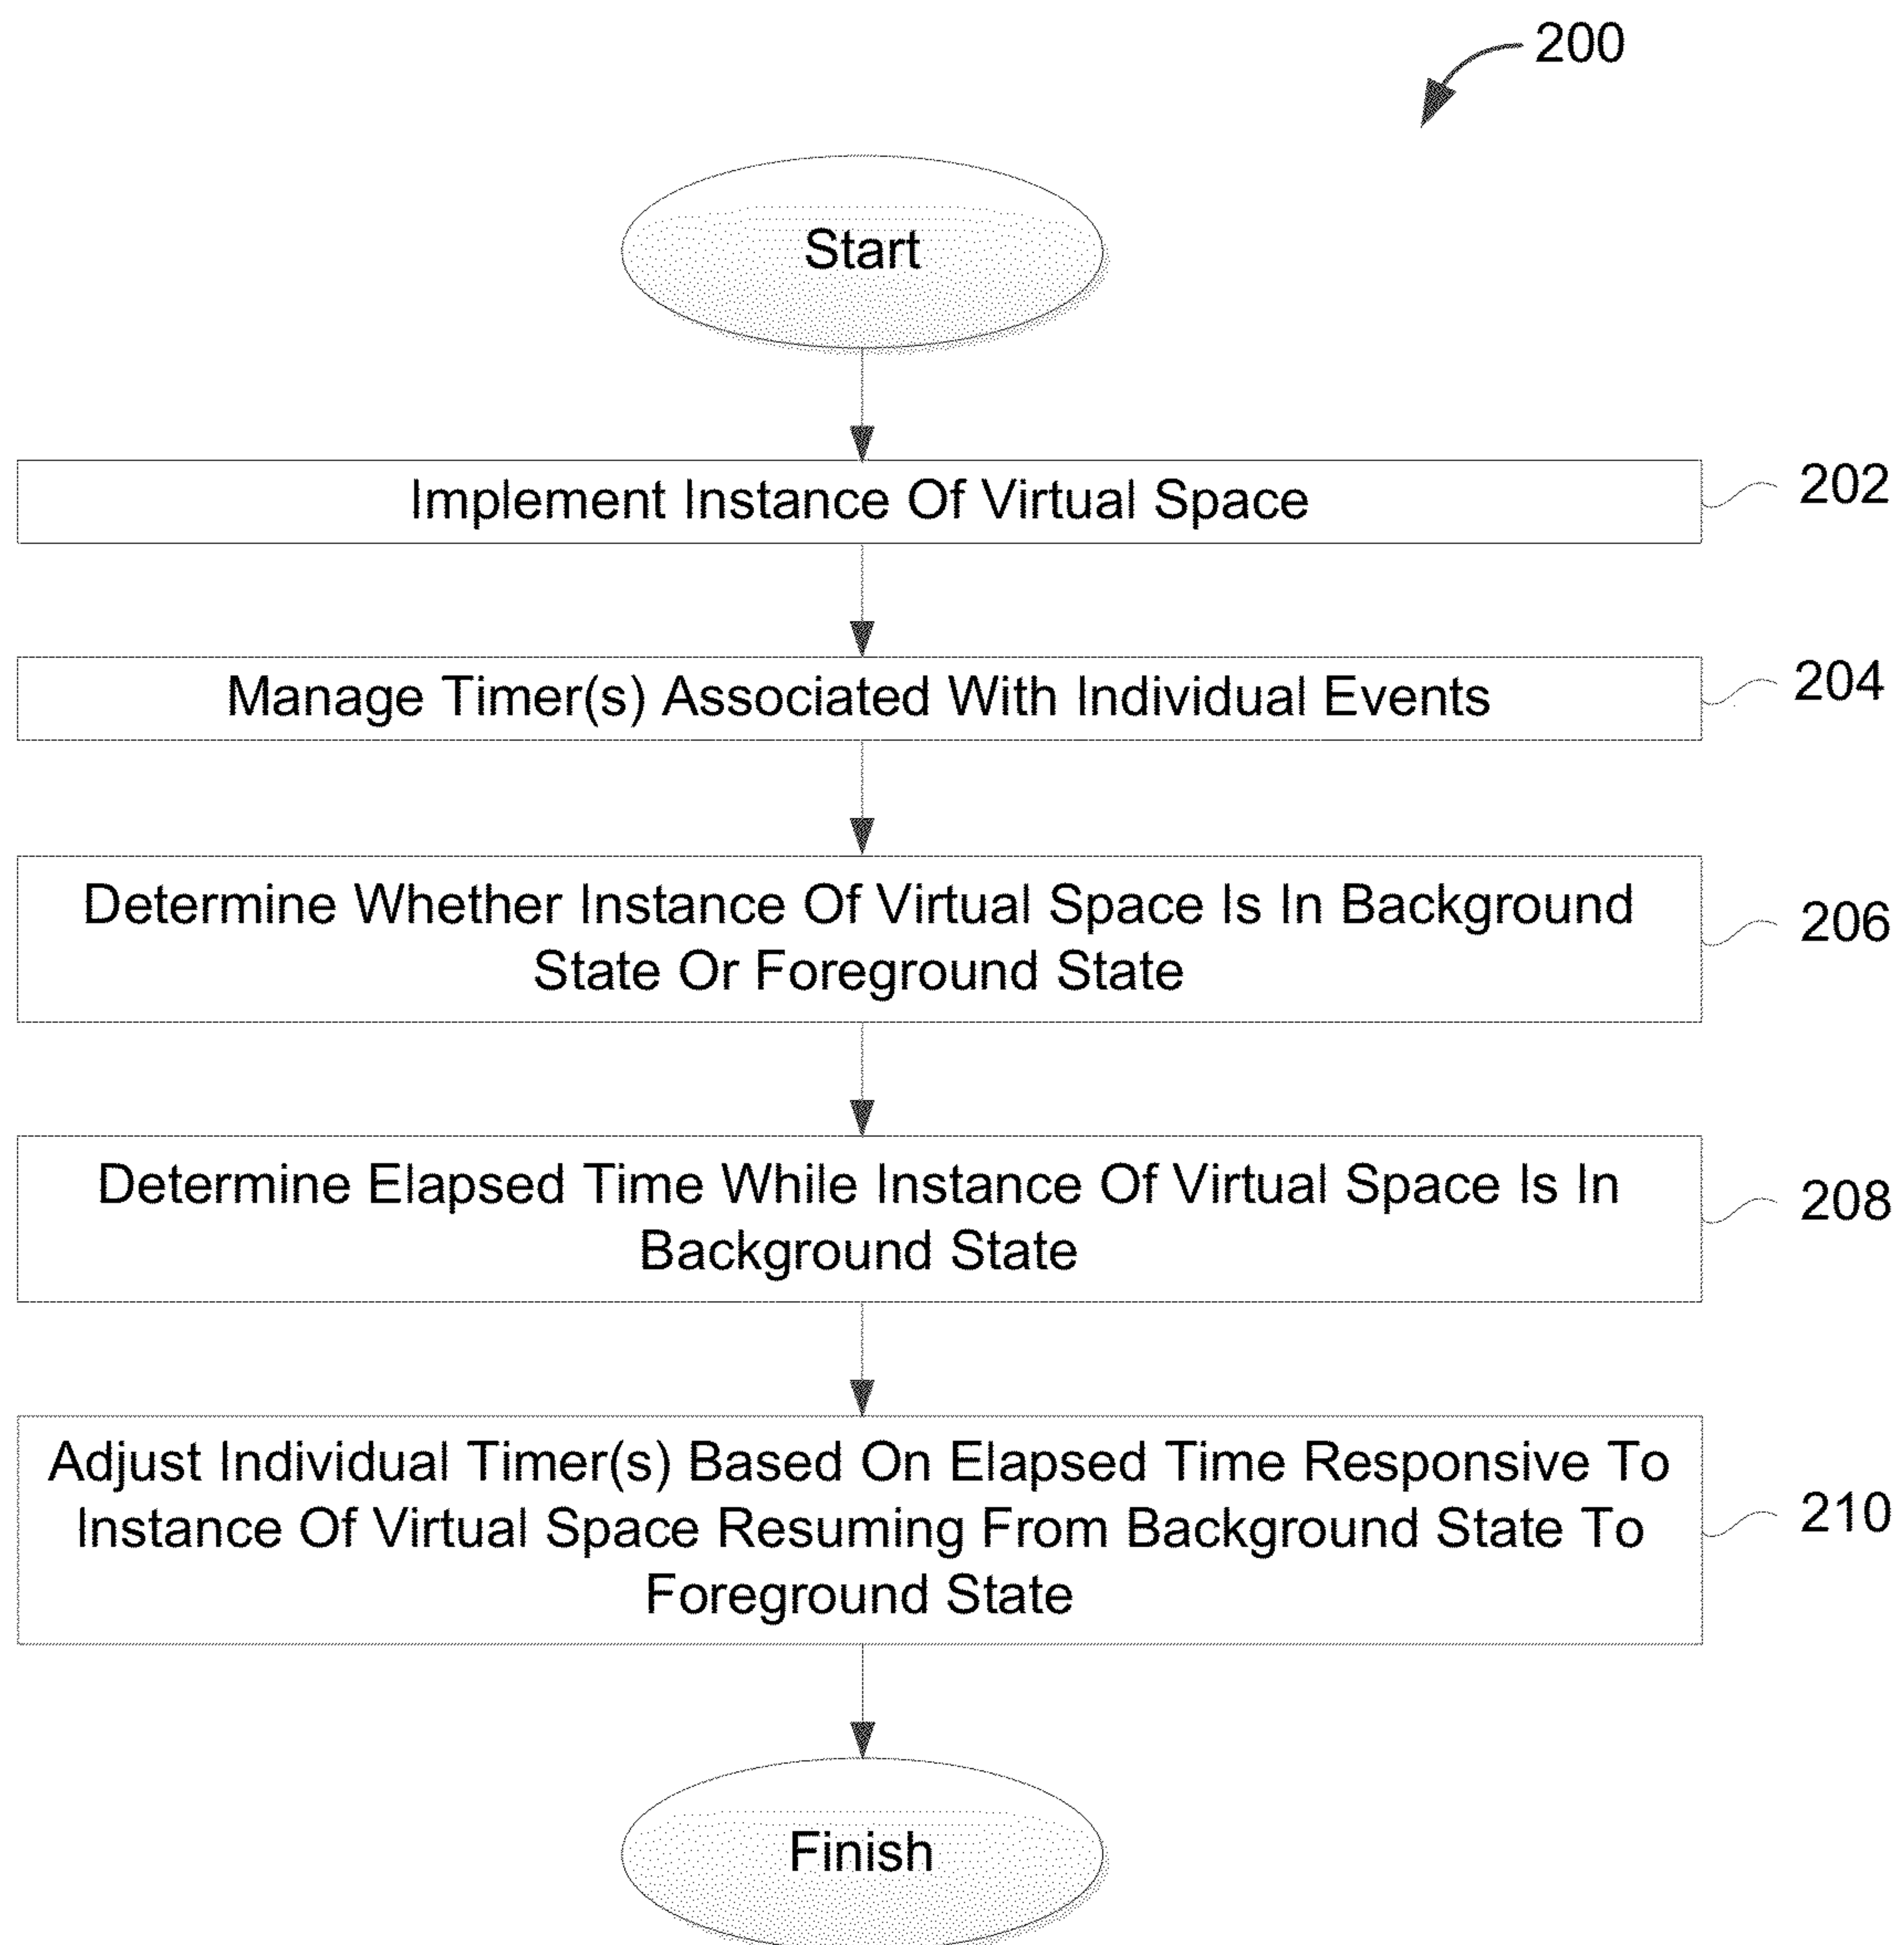 200
Start
Implement Instance Of Virtual Space
202
Manage Timer(s) Associated With Individual Events
204
Determine Whether Instance Of Virtual Space Is In Background
State Or Foreground State
206
Determine Elapsed Time While Instance Of Virtual Space Is In
Background State
208
Adjust Individual Timer(s) Based On Elapsed Time Responsive To
Instance Of Virtual Space Resuming From Background State To
Foreground State
210
Finish